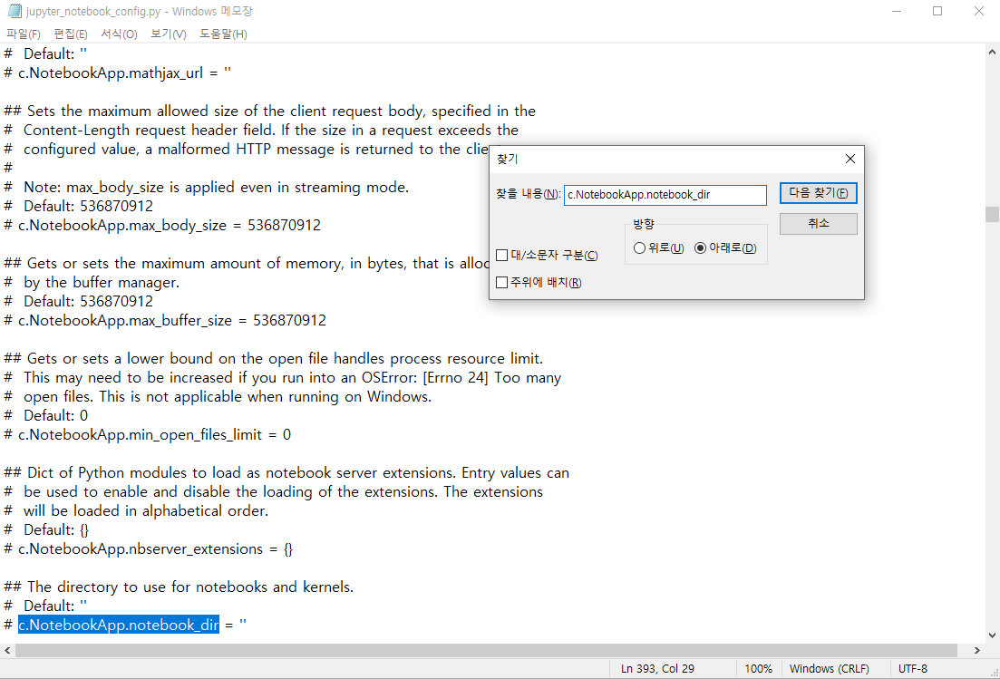 jupyter_notebook_config.py - Windows 메모장
파일(F) 편집(E) 서식(O) 보기(V) 도움말(H)
#  Default: ''
# c.NotebookApp.mathjax_url = ''
## Sets the maximum allowed size of the client request body, specified in the
#  Content-Length request header field. If the size in a request exceeds the
#  configured value, a malformed HTTP message is returned to the clie
#
#  Note: max_body_size is applied even in streaming mode.
#  Default: 536870912
# c.NotebookApp.max_body_size = 536870912
## Gets or sets the maximum amount of memory, in bytes, that is alloc
#  by the buffer manager.
#  Default: 536870912
# c.NotebookApp.max_buffer_size = 536870912
## Gets or sets a lower bound on the open file handles process resource limit.
#  This may need to be increased if you run into an OSError: [Errno 24] Too many
#  open files. This is not applicable when running on Windows.
#  Default: 0
# c.NotebookApp.min_open_files_limit = 0
## Dict of Python modules to load as notebook server extensions. Entry values can
#  be used to enable and disable the loading of the extensions. The extensions
#  will be loaded in alphabetical order.
#  Default: {}
# c.NotebookApp.nbserver_extensions = {}
## The directory to use for notebooks and kernels.
#  Default: ''
# c.NotebookApp.notebook_dir = ''
찾기
찾을 내용(N): c.NotebookApp.notebook_dir 다음 찾기(F)
취소
방향
위로(U) 아래로(D)
대/소문자 구분(C)
주위에 배치(R)
Ln 393, Col 29 100% Windows (CRLF) UTF-8